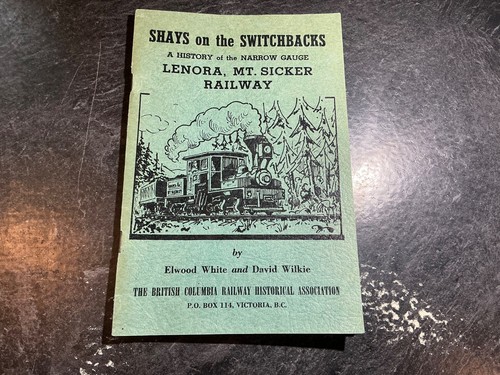 SHAYS on the SWITCHBACKS
A HISTORY of the NARROW GAUGE
LENORA, MT. SICKER
RAILWAY
by
Elwood White and David Wilkie
THE BRITISH COLUMBIA RAILWAY HISTORICAL ASSOCIATION
P.O. BOX 114, VICTORIA, B.C.